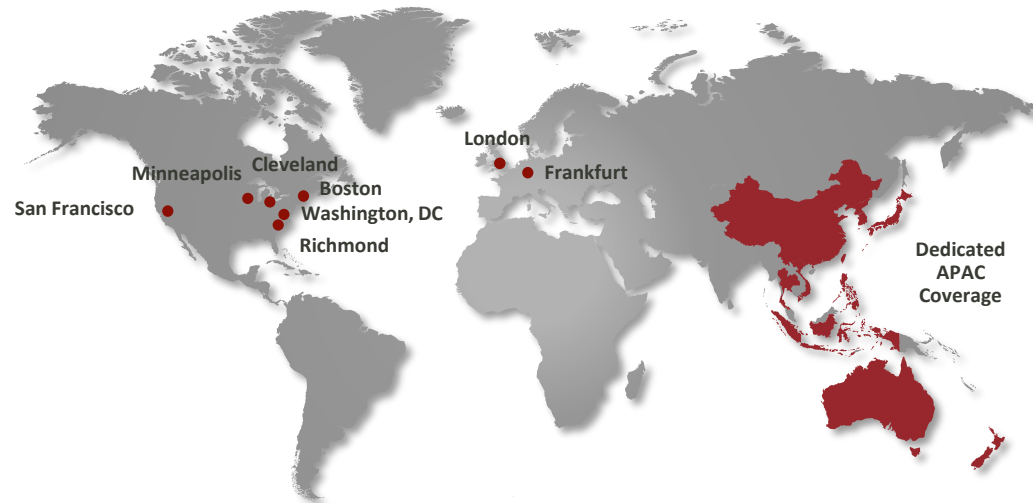 London
Cleveland
Minneapolis
Frankfurt
Boston
San Francisco
Washington, DC
Richmond
Dedicated
APAC
Coverage